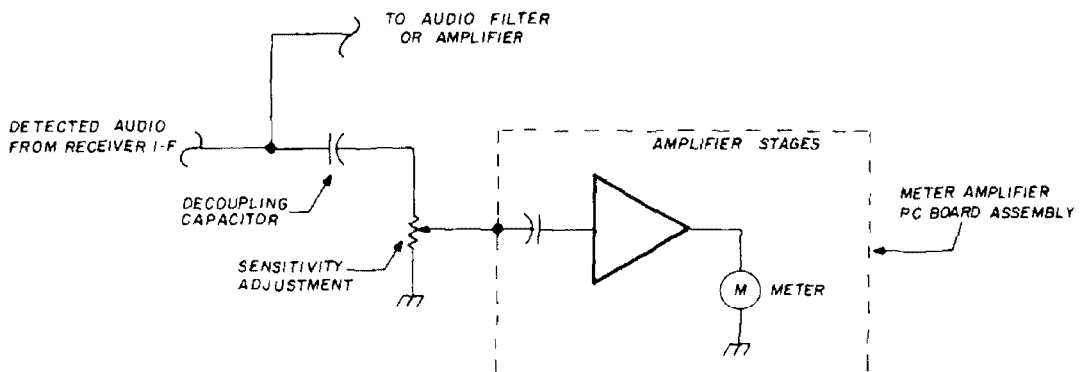 TO AUDIO FILTER
OR AMPLIFIER
DETECTED AUDIO
FROM RECEIVER I-F
DECOUPLING
CAPACITOR
SENSITIVITY
ADJUSTMENT
AMPLIFIER STAGES
M
METER
METER AMPLIFIER
PC BOARD ASSEMBLY